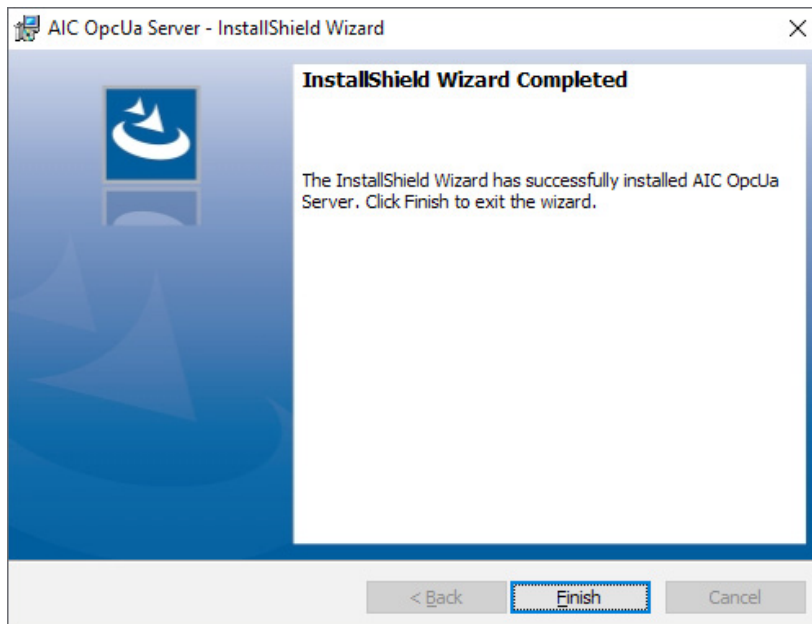 AIC OpcUa Server - InstallShield Wizard
InstallShield Wizard Completed
The InstallShield Wizard has successfully installed AIC OpcUa
Server. Click Finish to exit the wizard.
< Back
Finish
Cancel